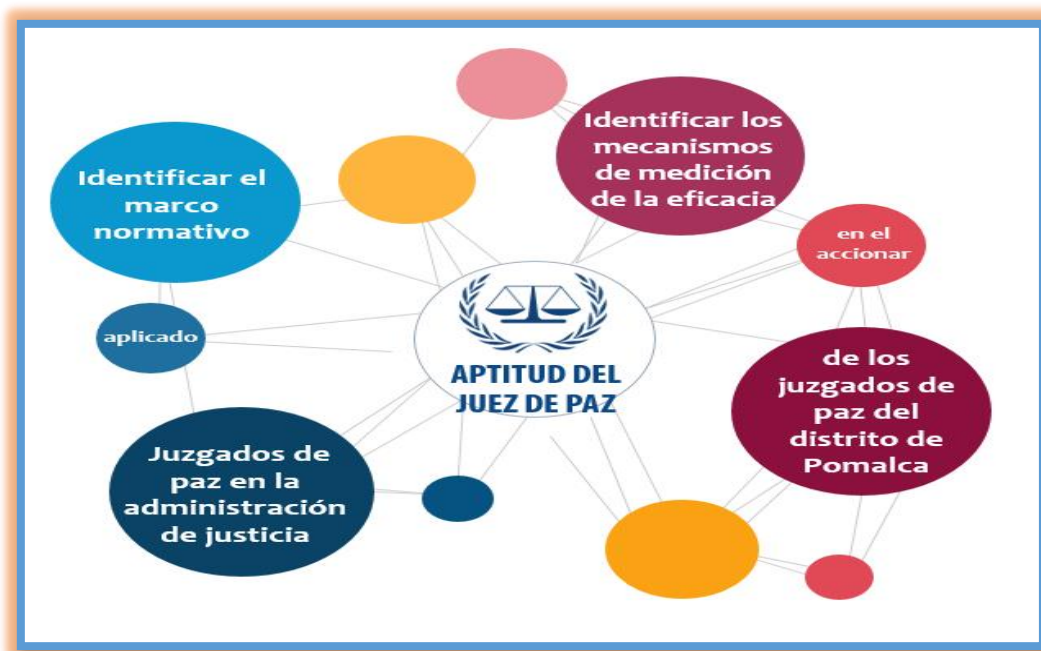 Identificar el
marco
normativo
aplicado
Juzgados de
paz en la
administración
de justicia
APTITUD DEL
JUEZ DE PAZ
Identificar los
mecanismos
de medición
de la eficacia
en el
accionar
de los
juzgados de
paz del
distrito de
Pomalca